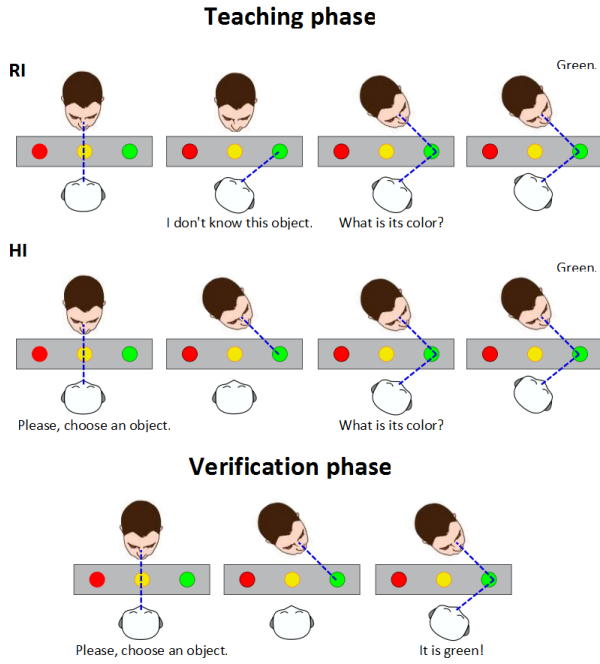 Teaching phase
RI
Green.
I don't know this object.
What is its color?
HI
Green.
Please, choose an object.
What is its color?
Verification phase
Please, choose an object.
It is green!